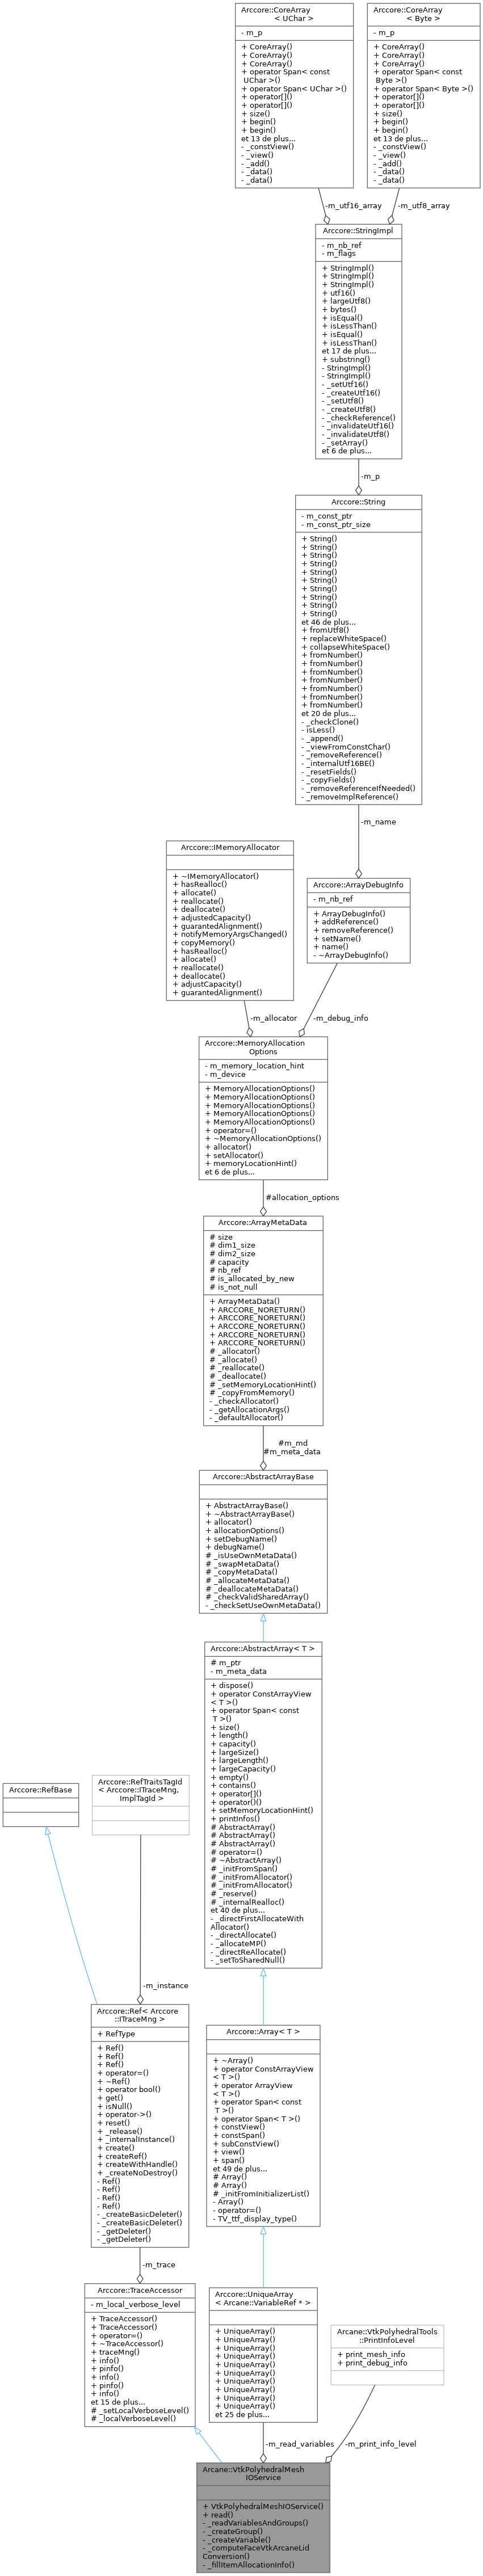 Arccore::CoreArray
< UChar >
- m_p
+ CoreArray()
+ CoreArray()
+ CoreArray()
+ operator Span< const
UChar >()
+ operator Span< UChar >()
+ operator[]()
+ operator[]()
+ size()
+ begin()
+ begin()
et 13 de plus...
- _constView()
- _view()
- _add()
- _data()
- _data()
Arccore::CoreArray
< Byte >
- m_p
+ CoreArray()
+ CoreArray()
+ CoreArray()
+ operator Span< const
Byte >()
+ operator Span< Byte >()
+ operator[]()
+ operator[]()
+ size()
+ begin()
+ begin()
et 13 de plus...
- _constView()
- _view()
- _add()
- _data()
- _data()
-m_utf16_array
-m_utf8_array
Arccore::StringImpl
- m_nb_ref
- m_flags
+ StringImpl()
+ StringImpl()
+ StringImpl()
+ utf16()
+ largeUtf8()
+ bytes()
+ isEqual()
+ isLessThan()
+ isEqual()
+ isLessThan()
et 17 de plus...
+ substring()
- StringImpl()
- StringImpl()
- _setUtf16()
- _createUtf16()
- _setUtf8()
- _createUtf8()
- _checkReference()
- _invalidateUtf16()
- _invalidateUtf8()
- _setArray()
et 6 de plus...
-m_p
Arccore::String
- m_const_ptr
- m_const_ptr_size
+ String()
+ String()
+ String()
+ String()
+ String()
+ String()
+ String()
+ String()
+ String()
+ String()
et 46 de plus...
+ fromUtf8()
+ replaceWhiteSpace()
+ collapseWhiteSpace()
+ fromNumber()
+ fromNumber()
+ fromNumber()
+ fromNumber()
+ fromNumber()
+ fromNumber()
+ fromNumber()
et 20 de plus...
- _checkClone()
- isLess()
- _append()
- _viewFromConstChar()
- _removeReference()
- _internalUtf16BE()
- _resetFields()
- _copyFields()
- _removeReferenceIfNeeded()
- _removeImplReference()
-m_name
Arccore::IMemoryAllocator
+ ~IMemoryAllocator()
+ hasRealloc()
+ allocate()
+ reallocate()
+ deallocate()
+ adjustedCapacity()
+ guarantedAlignment()
+ notifyMemoryArgsChanged()
+ copyMemory()
+ hasRealloc()
+ allocate()
+ reallocate()
+ deallocate()
+ adjustCapacity()
+ guarantedAlignment()
Arccore::ArrayDebugInfo
- m_nb_ref
+ ArrayDebugInfo()
+ addReference()
+ removeReference()
+ setName()
+ name()
- ~ArrayDebugInfo()
-m_allocator
-m_debug_info
Arccore::MemoryAllocation
Options
- m_memory_location_hint
- m_device
+ MemoryAllocationOptions()
+ MemoryAllocationOptions()
+ MemoryAllocationOptions()
+ MemoryAllocationOptions()
+ MemoryAllocationOptions()
+ operator=()
+ ~MemoryAllocationOptions()
+ allocator()
+ setAllocator()
+ memoryLocationHint()
et 6 de plus...
#allocation_options
Arccore::ArrayMetaData
# size
# dim1_size
# dim2_size
# capacity
# nb_ref
# is_allocated_by_new
# is_not_null
+ ArrayMetaData()
+ ARCCORE_NORETURN()
+ ARCCORE_NORETURN()
+ ARCCORE_NORETURN()
+ ARCCORE_NORETURN()
+ ARCCORE_NORETURN()
# _allocator()
# _allocate()
# _reallocate()
# _deallocate()
# _setMemoryLocationHint()
# _copyFromMemory()
- _checkAllocator()
- _getAllocationArgs()
- _defaultAllocator()
#m_md
#m_meta_data
Arccore::AbstractArrayBase
+ AbstractArrayBase()
+ ~AbstractArrayBase()
+ allocator()
+ allocationOptions()
+ setDebugName()
+ debugName()
# _isUseOwnMetaData()
# _swapMetaData()
# _copyMetaData()
# _allocateMetaData()
# _deallocateMetaData()
# _checkValidSharedArray()
- _checkSetUseOwnMetaData()
Arccore::AbstractArray< T >
# m_ptr
- m_meta_data
+ dispose()
+ operator ConstArrayView
< T >()
+ operator Span< const
T >()
+ size()
+ length()
+ capacity()
+ largeSize()
+ largeLength()
+ largeCapacity()
+ empty()
+ contains()
+ operator[]()
+ operator()()
+ setMemoryLocationHint()
+ printInfos()
# AbstractArray()
# AbstractArray()
# AbstractArray()
# operator=()
# ~AbstractArray()
# _initFromSpan()
# _initFromAllocator()
# _initFromAllocator()
# _reserve()
# _internalRealloc()
et 40 de plus...
- _directFirstAllocateWith
Allocator()
- _directAllocate()
- _allocateMP()
- _directReAllocate()
- _setToSharedNull()
Arccore::RefBase
Arccore::RefTraitsTagId
< Arccore::ITraceMng,
ImplTagId >
-m_instance
Arccore::Ref< Arccore
::ITraceMng >
+ RefType
+ Ref()
+ Ref()
+ Ref()
+ operator=()
+ ~Ref()
+ operator bool()
+ get()
+ isNull()
+ operator->()
+ reset()
+ _release()
+ _internalInstance()
+ create()
+ createRef()
+ createWithHandle()
+ _createNoDestroy()
- Ref()
- Ref()
- Ref()
- Ref()
- _createBasicDeleter()
- _createBasicDeleter()
- _getDeleter()
- _getDeleter()
Arccore::Array< T >
+ ~Array()
+ operator ConstArrayView
< T >()
+ operator ArrayView
< T >()
+ operator Span< const
T >()
+ operator Span< T >()
+ constView()
+ constSpan()
+ subConstView()
+ view()
+ span()
et 49 de plus...
# Array()
# Array()
# _initFromInitializerList()
- Array()
- operator=()
- TV_ttf_display_type()
-m_trace
Arccore::TraceAccessor
- m_local_verbose_level
+ TraceAccessor()
+ TraceAccessor()
+ operator=()
+ ~TraceAccessor()
+ traceMng()
+ info()
+ pinfo()
+ info()
+ pinfo()
+ info()
et 15 de plus...
# _setLocalVerboseLevel()
# _localVerboseLevel()
Arccore::UniqueArray
< Arcane::VariableRef * >
+ UniqueArray()
+ UniqueArray()
+ UniqueArray()
+ UniqueArray()
+ UniqueArray()
+ UniqueArray()
+ UniqueArray()
+ UniqueArray()
+ UniqueArray()
+ UniqueArray()
et 25 de plus...
Arcane::VtkPolyhedralTools
::PrintInfoLevel
+ print_mesh_info
+ print_debug_info
-m_read_variables
-m_print_info_level
Arcane::VtkPolyhedralMesh
IOService
+ VtkPolyhedralMeshIOService()
+ read()
- _readVariablesAndGroups()
- _createGroup()
- _createVariable()
- _computeFaceVtkArcaneLid
Conversion()
- _fillItemAllocationInfo()